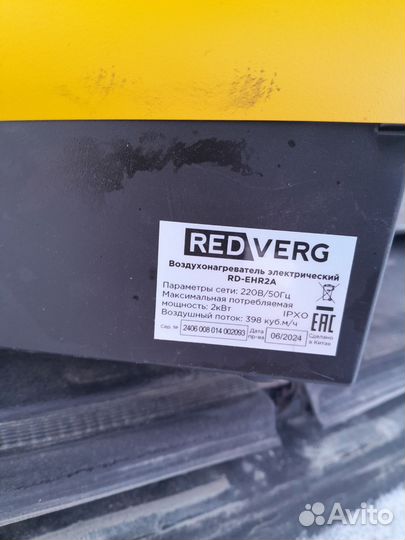 REDVERG
Воздухонагреватель электрический
RD-EHR2A
Параметры сети: 220В/50Гц
Максимальная потребляемая
мощность: 2кВт
IPX0
Воздушный поток: 398 куб.м/ч
EAC
Сер. № 2406 008 014 002093 Дата пр-ва 06/2024 Сделано в Китае
Avito